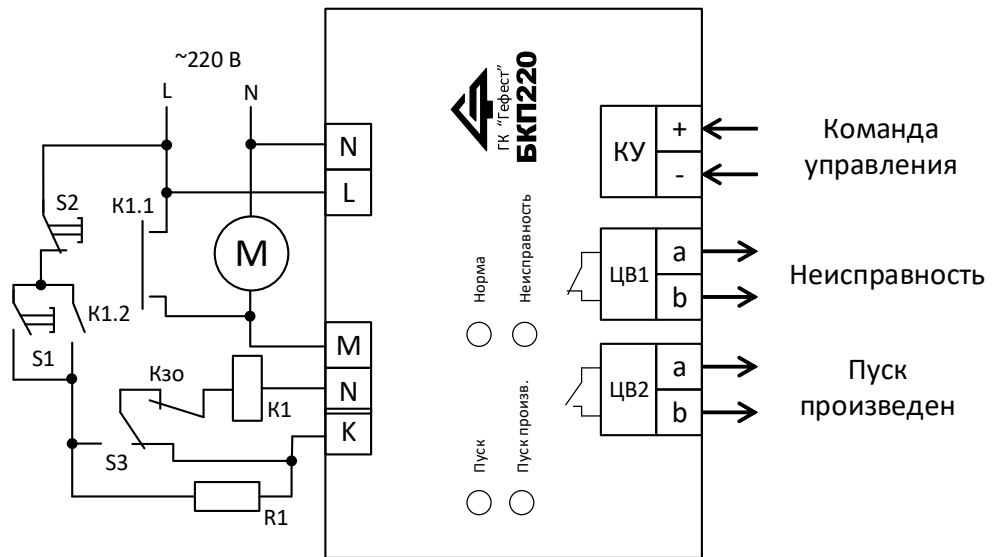 ~220 В
L
N
N
L
M
M
N
K
S2
К1.1
К1.2
S1
Кзо
К1
S3
R1
ГК "Гефест"
БКП220
Норма
Неисправность
Пуск
Пуск произв.
КУ
+
-
Команда
управления
ЦВ1
a
b
Неисправность
ЦВ2
a
b
Пуск
произведен